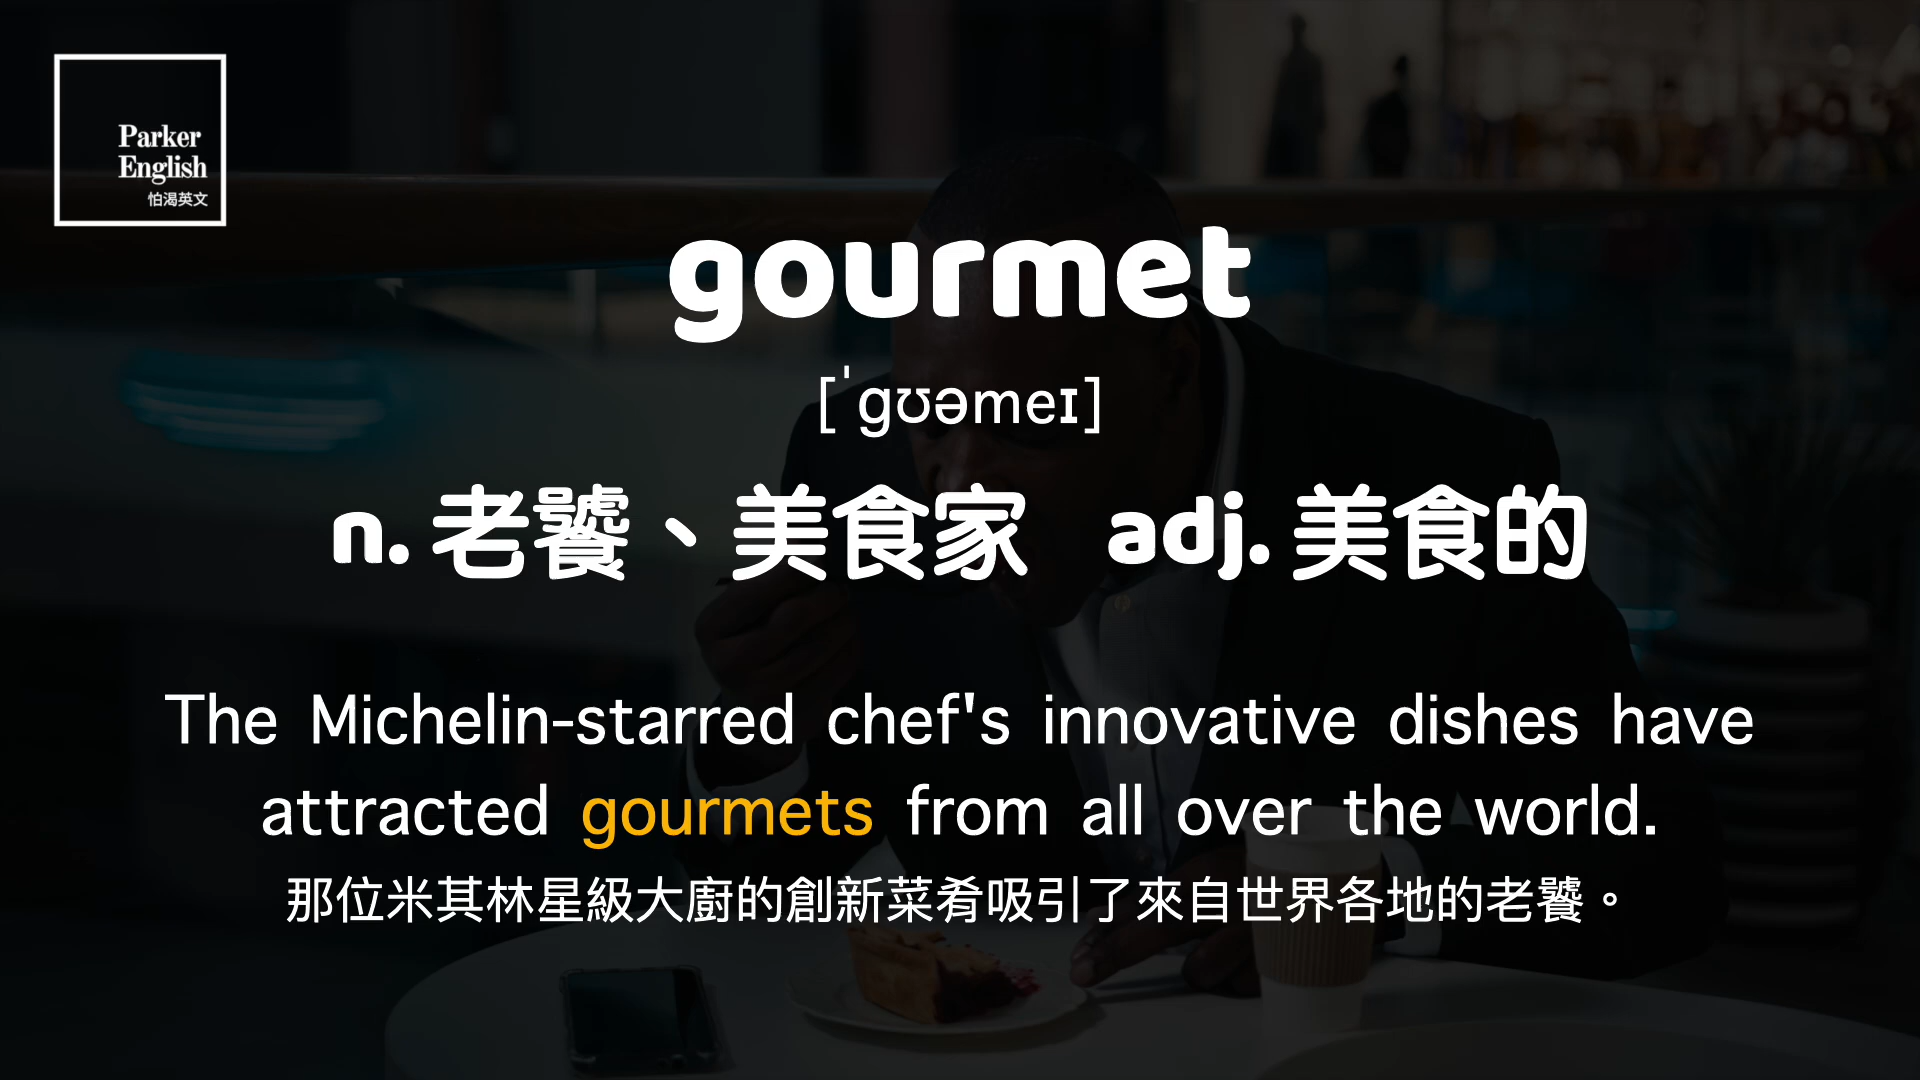 Parker
English
怕渴英文
gourmet
[ˈgʊəmeɪ]
n. 老饕、美食家 adj. 美食的
The Michelin-starred chef's innovative dishes have
attracted gourmets from all over the world.
那位米其林星級大廚的創新菜肴吸引了來自世界各地的老饕。